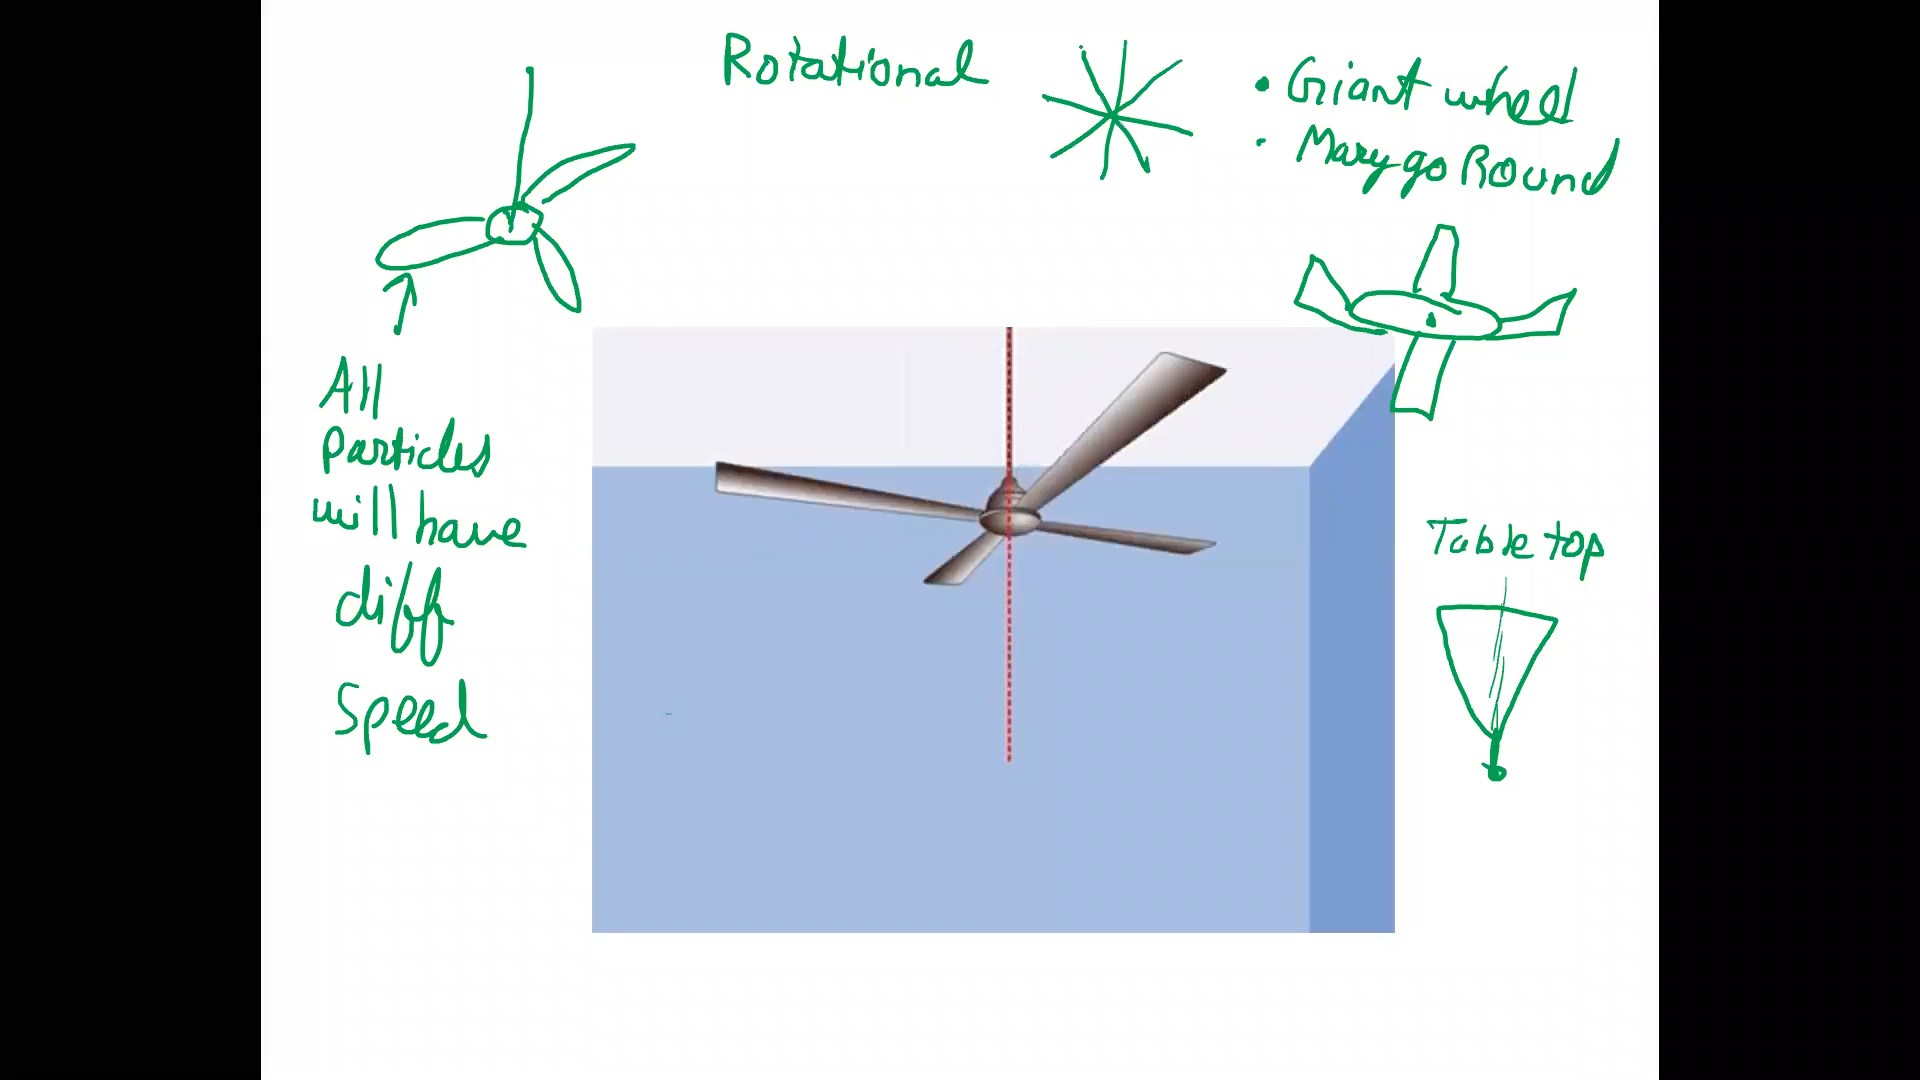 Rotational
• Giant wheel
• Mary go Round
All
particles
will have
diff
speed
Table top